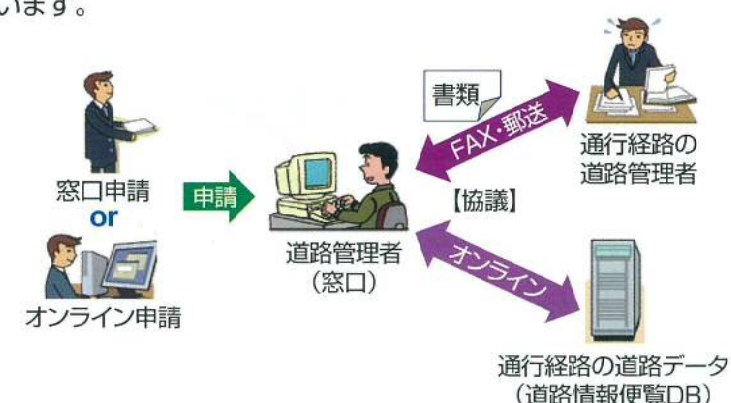 います。
窓口申請
or
オンライン申請
申請
道路管理者
(窓口)
書類
FAX・郵送
【協議】
オンライン
通行経路の
道路管理者
通行経路の道路データ
(道路情報便覧DB)